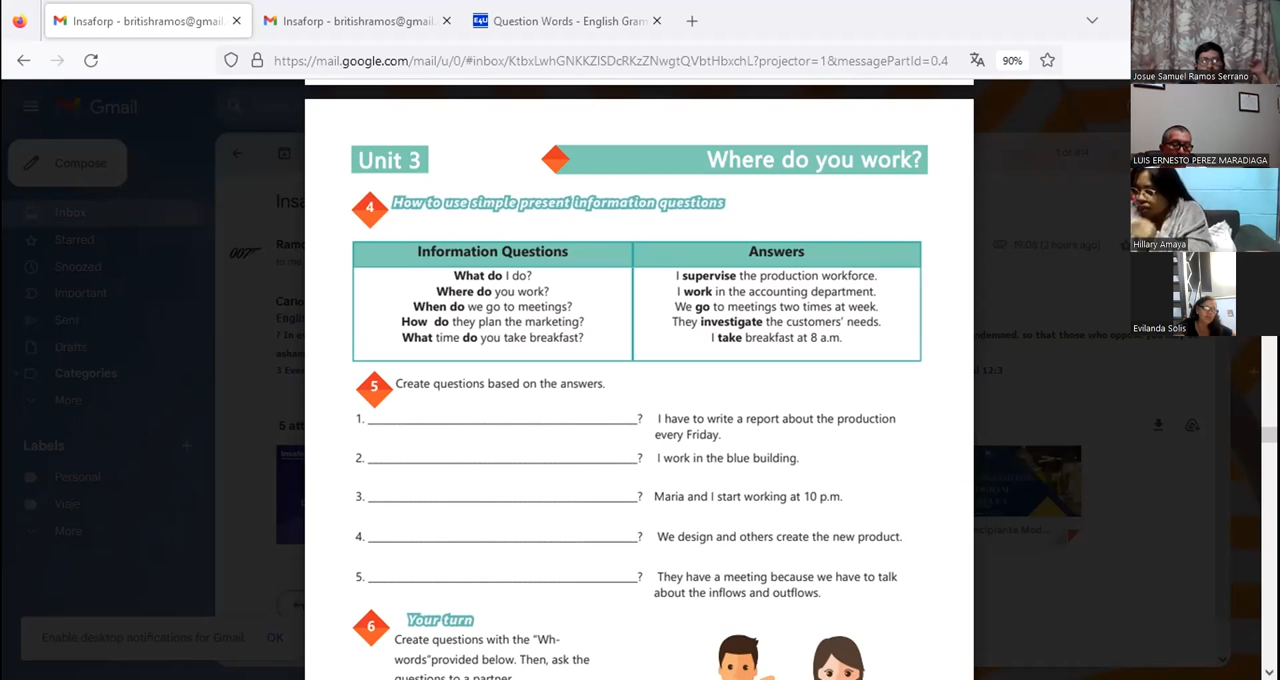 Insaforp - britishramos@gmail.
Insaforp - britishramos@gmail.
E4U
Question Words - English Gram
https://mail.google.com/mail/u/0/#inbox/KtbxLwhGNKKZlSDcRKzZNwgtQVbtHbxchL?projector=1&messagePartId=0.4
90%
Josue Samuel Ramos Serrano
LUIS ERNESTO PEREZ MARADIAGA
Hillary Amaya
Evilanda Solis
Gmail
Compose
Inbox
Starred
Snoozed
Important
Sent
Drafts
Categories
More
Labels
Personal
More
007
Enable desktop notifications for Gmail.
OK
Unit 3
Where do you work?
4
How to use simple present information questions
Information Questions
Answers
What do I do?
I supervise the production workforce.
Where do you work?
I work in the accounting department.
When do we go to meetings?
We go to meetings two times at week.
How do they plan the marketing?
They investigate the customers' needs.
What time do you take breakfast?
I take breakfast at 8 a.m.
5
Create questions based on the answers.
1. ______________________________?
I have to write a report about the production
every Friday.
2. ______________________________?
I work in the blue building.
3. ______________________________?
Maria and I start working at 10 p.m.
4. ______________________________?
We design and others create the new product.
5. ______________________________?
They have a meeting because we have to talk
about the inflows and outflows.
6
Your turn
Create questions with the "Wh-
words"provided below. Then, ask the
questions to a partner.